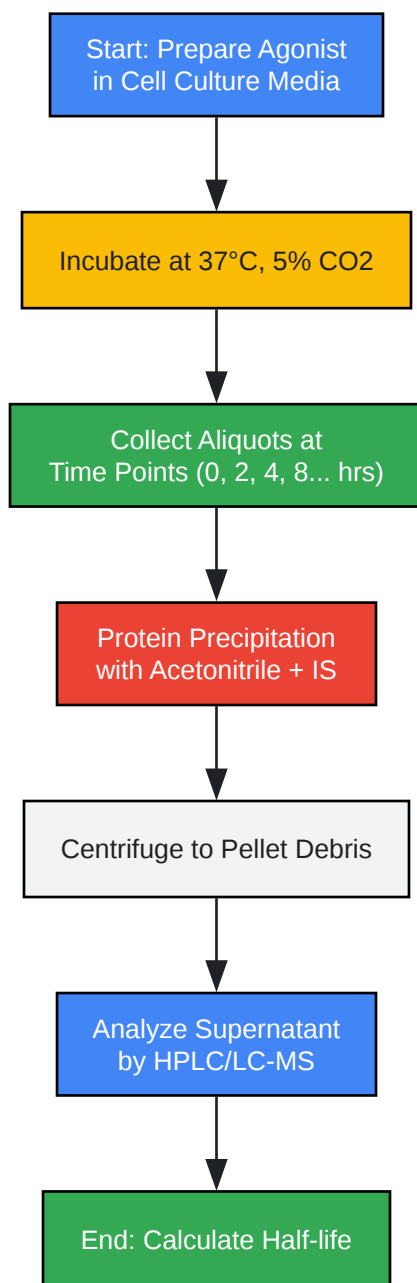 Start: Prepare Agonist
in Cell Culture Media
Incubate at 37°C, 5% CO2
Collect Aliquots at
Time Points (0, 2, 4, 8... hrs)
Protein Precipitation
with Acetonitrile + IS
Centrifuge to Pellet Debris
Analyze Supernatant
by HPLC/LC-MS
End: Calculate Half-life